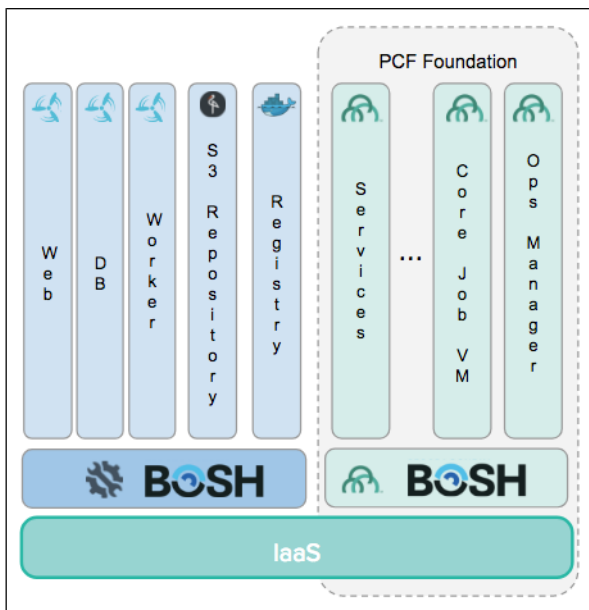 PCF Foundation
Web
DB
Worker
S3 Repository
Registry
Services
...
Core Job VM
Ops Manager
BOSH
BOSH
IaaS